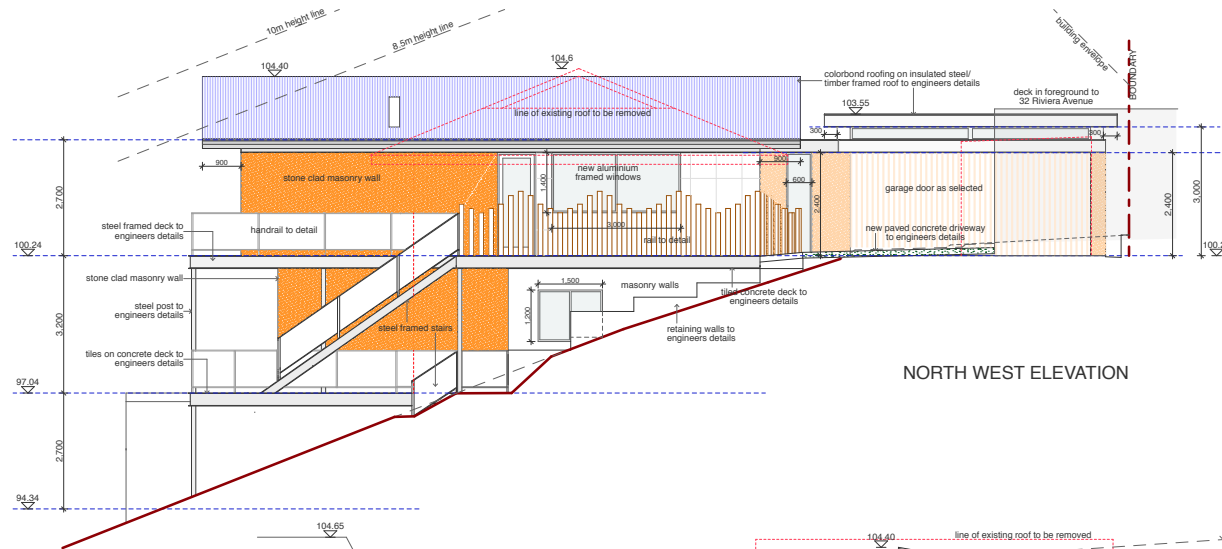 10m height line
8.5m height line
104.40
104.6
building envelope
BOUNDARY
colorbond roofing on insulated steel/
timber framed roof to engineers details
deck in foreground to
32 Riviera Avenue
103.55
line of existing roof to be removed
300
300
900
900
stone clad masonry wall
new aluminium
framed windows
1,400
600
2,400
garage door as selected
2,700
2,400
3,000
steel framed deck to
engineers details
handrail to detail
3,000
rail to detail
new paved concrete driveway
to engineers details
100.24
stone clad masonry wall
1,500
masonry walls
tiled concrete deck to
engineers details
steel post to
engineers details
1,200
3,200
steel framed stairs
retaining walls to
engineers details
tiles on concrete deck to
engineers details
NORTH WEST ELEVATION
97.04
2,700
94.34
104.65
104.40
line of existing roof to be removed